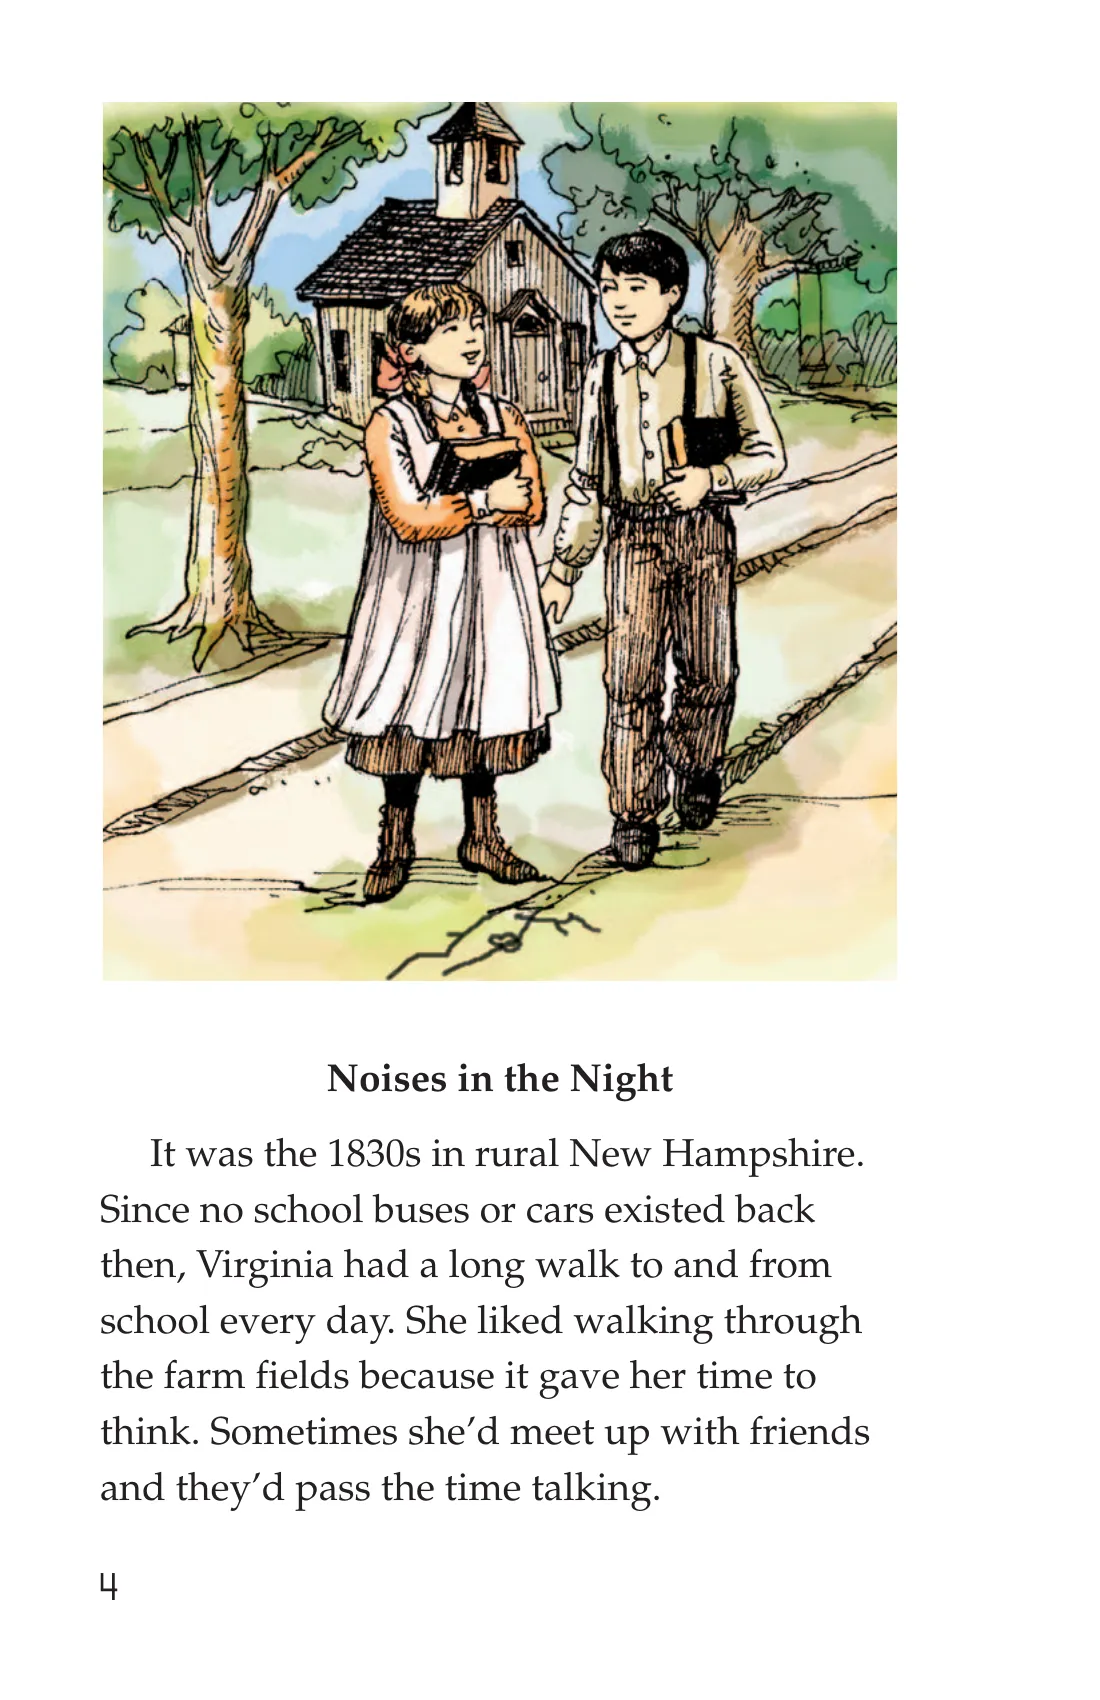 Noises in the Night
It was the 1830s in rural New Hampshire.
Since no school buses or cars existed back
then, Virginia had a long walk to and from
school every day. She liked walking through
the farm fields because it gave her time to
think. Sometimes she’d meet up with friends
and they’d pass the time talking.
4